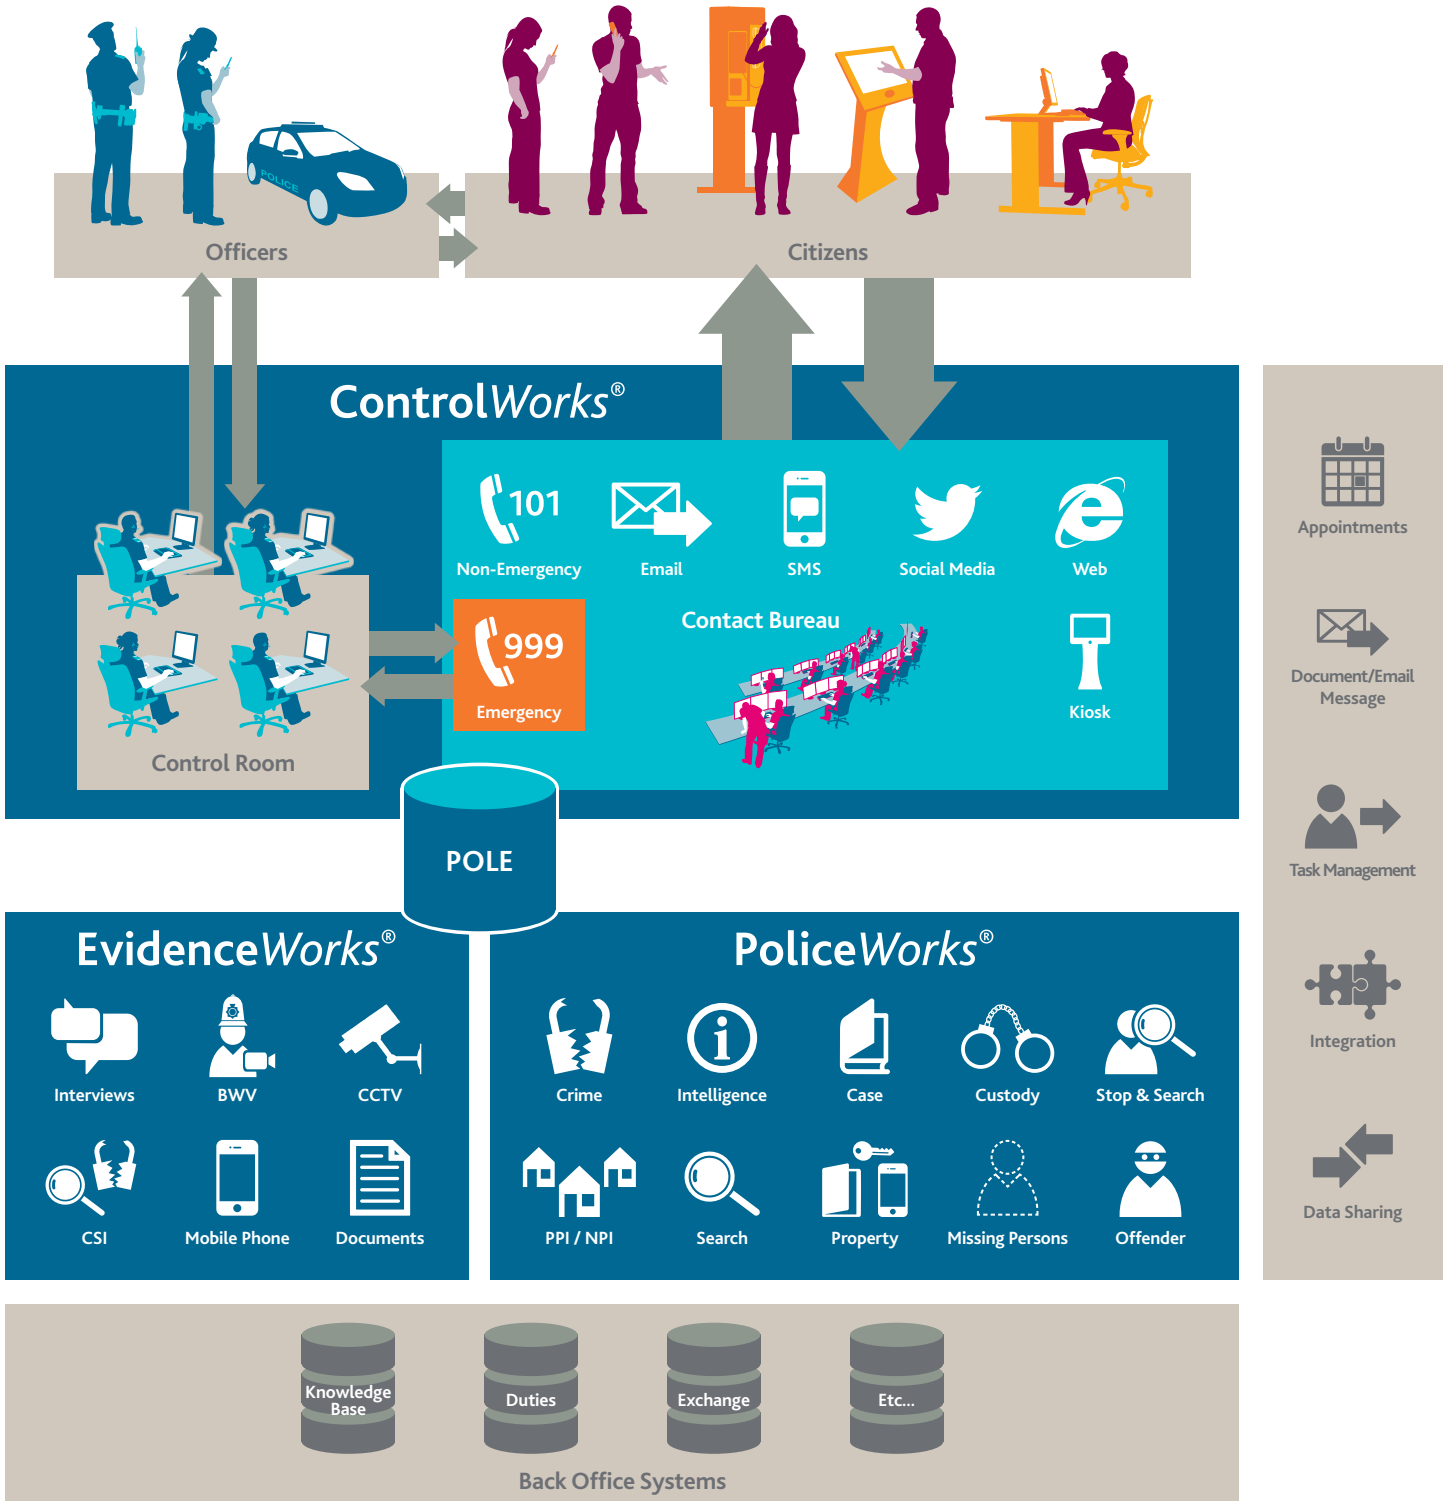 POLICE
Officers
Citizens
ControlWorks®
101
Non-Emergency
Email
SMS
Social Media
Web
999
Emergency
Contact Bureau
Kiosk
Control Room
POLE
EvidenceWorks®
Interviews
BWV
CCTV
CSI
Mobile Phone
Documents
PoliceWorks®
Crime
Intelligence
Case
Custody
Stop & Search
PPI / NPI
Search
Property
Missing Persons
Offender
Appointments
Document/Email
Message
Task Management
Integration
Data Sharing
Knowledge
Base
Duties
Exchange
Etc...
Back Office Systems